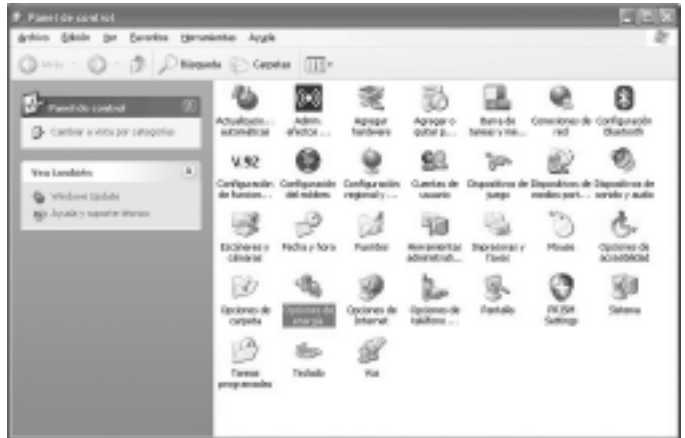 Panel de control
Archivo Edición Ver Favoritos Herramientas Ayuda
Atrás Búsqueda Carpetas
Panel de control
Cambiar a vista por categorías
Vea también
Windows Update
Ayuda y soporte técnico
Actualizacio... automáticas
Admin. efectos ...
Agregar hardware
Agregar o quitar p...
Barra de tareas y me...
Conexiones de red
Configuración Bluetooth
V.92
Configuración de funcion...
Configuración del módem
Configuración regional y ...
Cuentas de usuario
Dispositivos de juego
Dispositivos de medios port...
Dispositivos de sonido y audio
Escáneres y cámaras
Fecha y hora
Fuentes
Herramientas administrati...
Impresoras y faxes
Mouse
Opciones de accesibilidad
Opciones de carpeta
Opciones de energía
Opciones de Internet
Opciones de teléfono ...
Pantalla
Settings
Sistema
Tareas programadas
Teclado
Voz